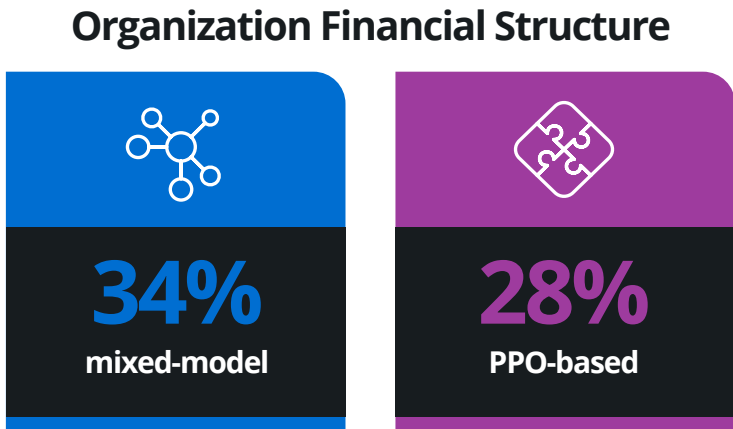 Organization Financial Structure
34%
mixed-model
28%
PPO-based